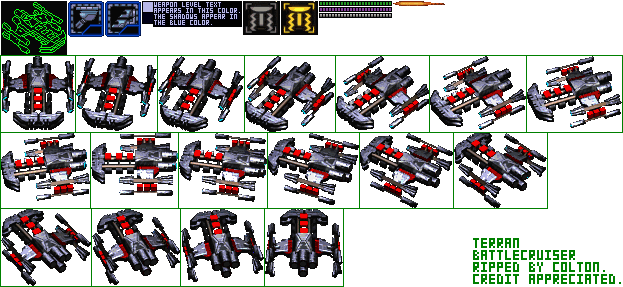 WEAPON LEVEL TEXT
APPEARS IN THIS COLOR.
THE SHADOWS APPEAR IN
THE BLUE COLOR.
TERRAN
BATTLECRUISER
RIPPED BY COLTON.
CREDIT APPRECIATED.